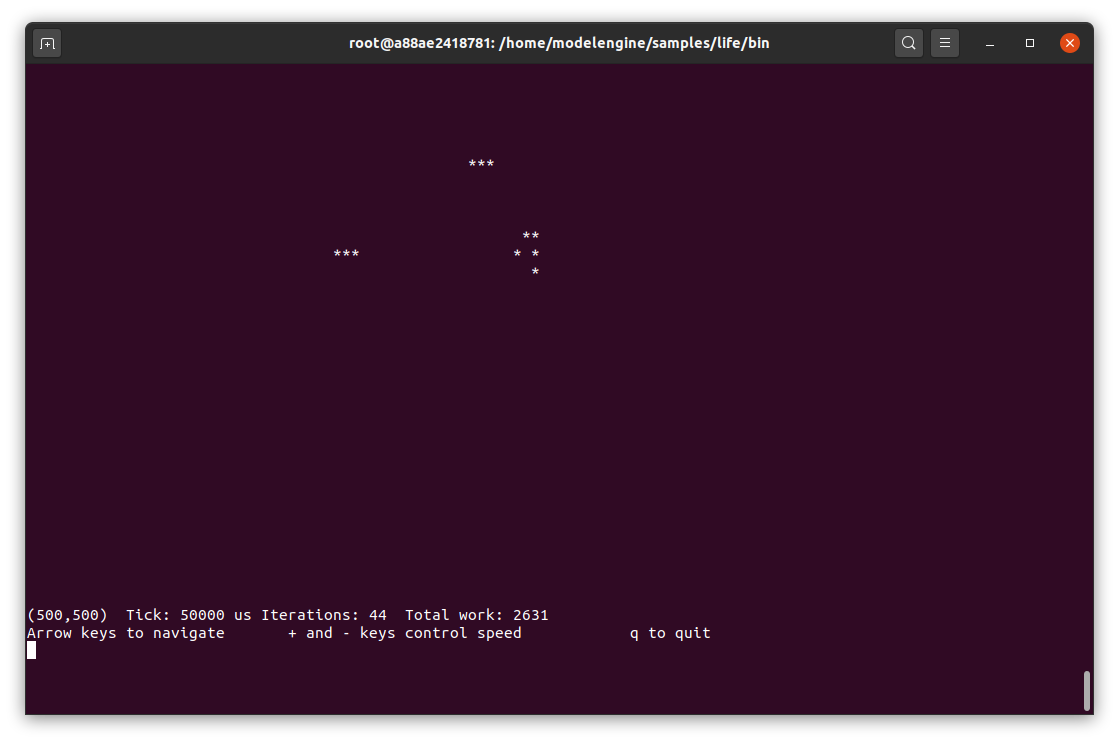 root@a88ae2418781: /home/modelengine/samples/life/bin
***
**
*** * *
*
(500,500) Tick: 50000 us Iterations: 44 Total work: 2631
Arrow keys to navigate + and - keys control speed q to quit